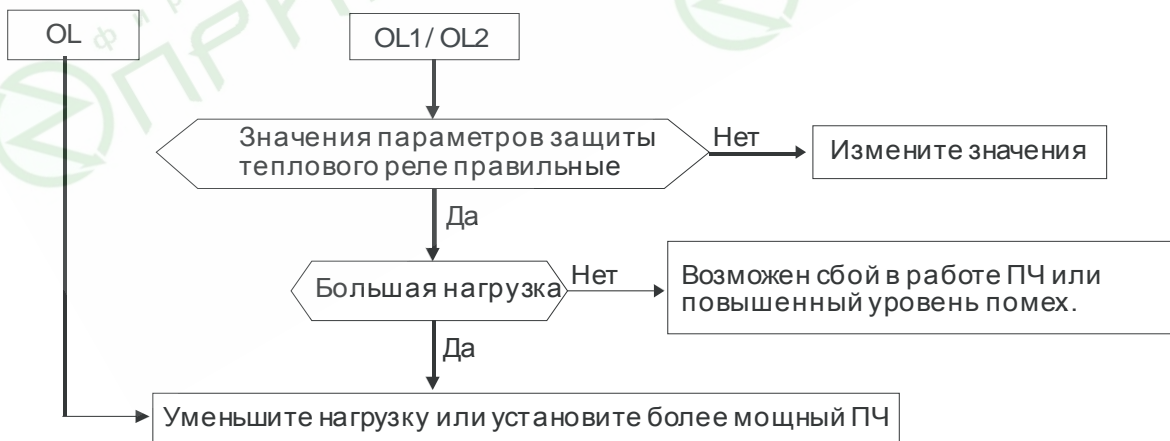 OL
OL1 / OL2
Значения параметров защиты
теплового реле правильные
Нет
Измените значения
Да
Большая нагрузка
Нет
Возможен сбой в работе ПЧ или
повышенный уровень помех.
Да
Уменьшите нагрузку или установите более мощный ПЧ